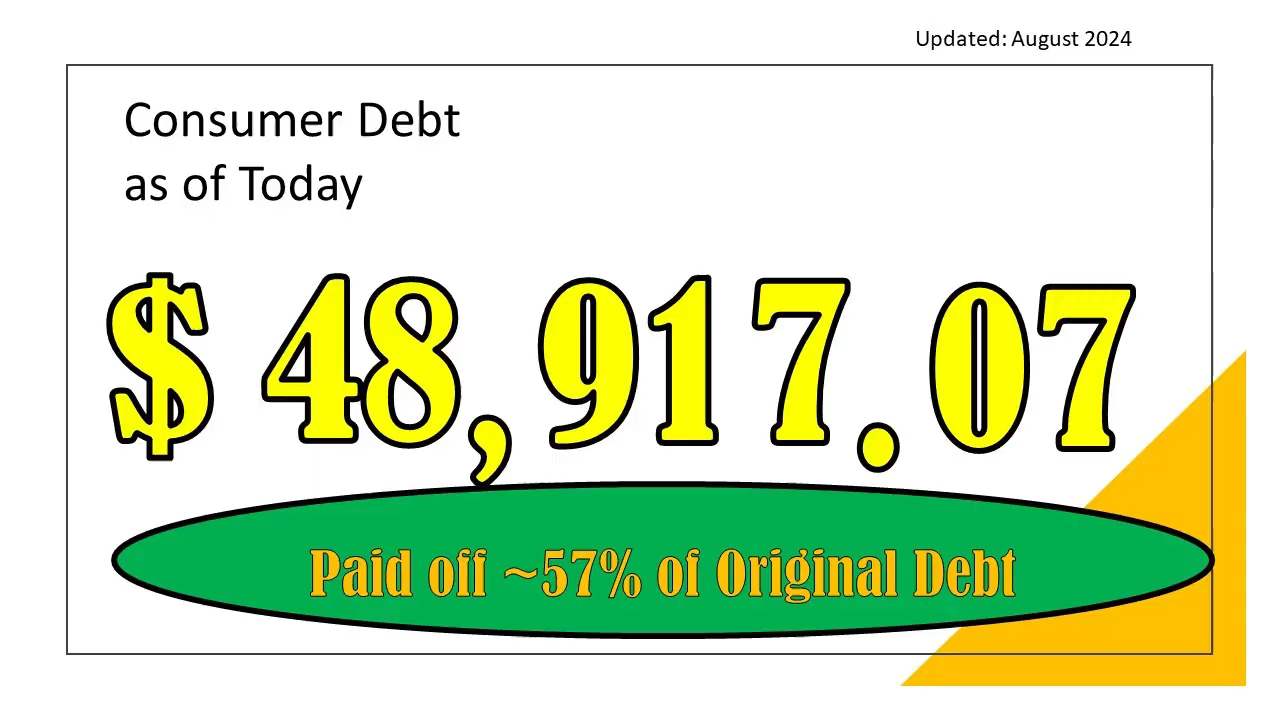 Updated: August 2024
Consumer Debt
as of Today
$ 48,917.07
Paid off ~57% of Original Debt